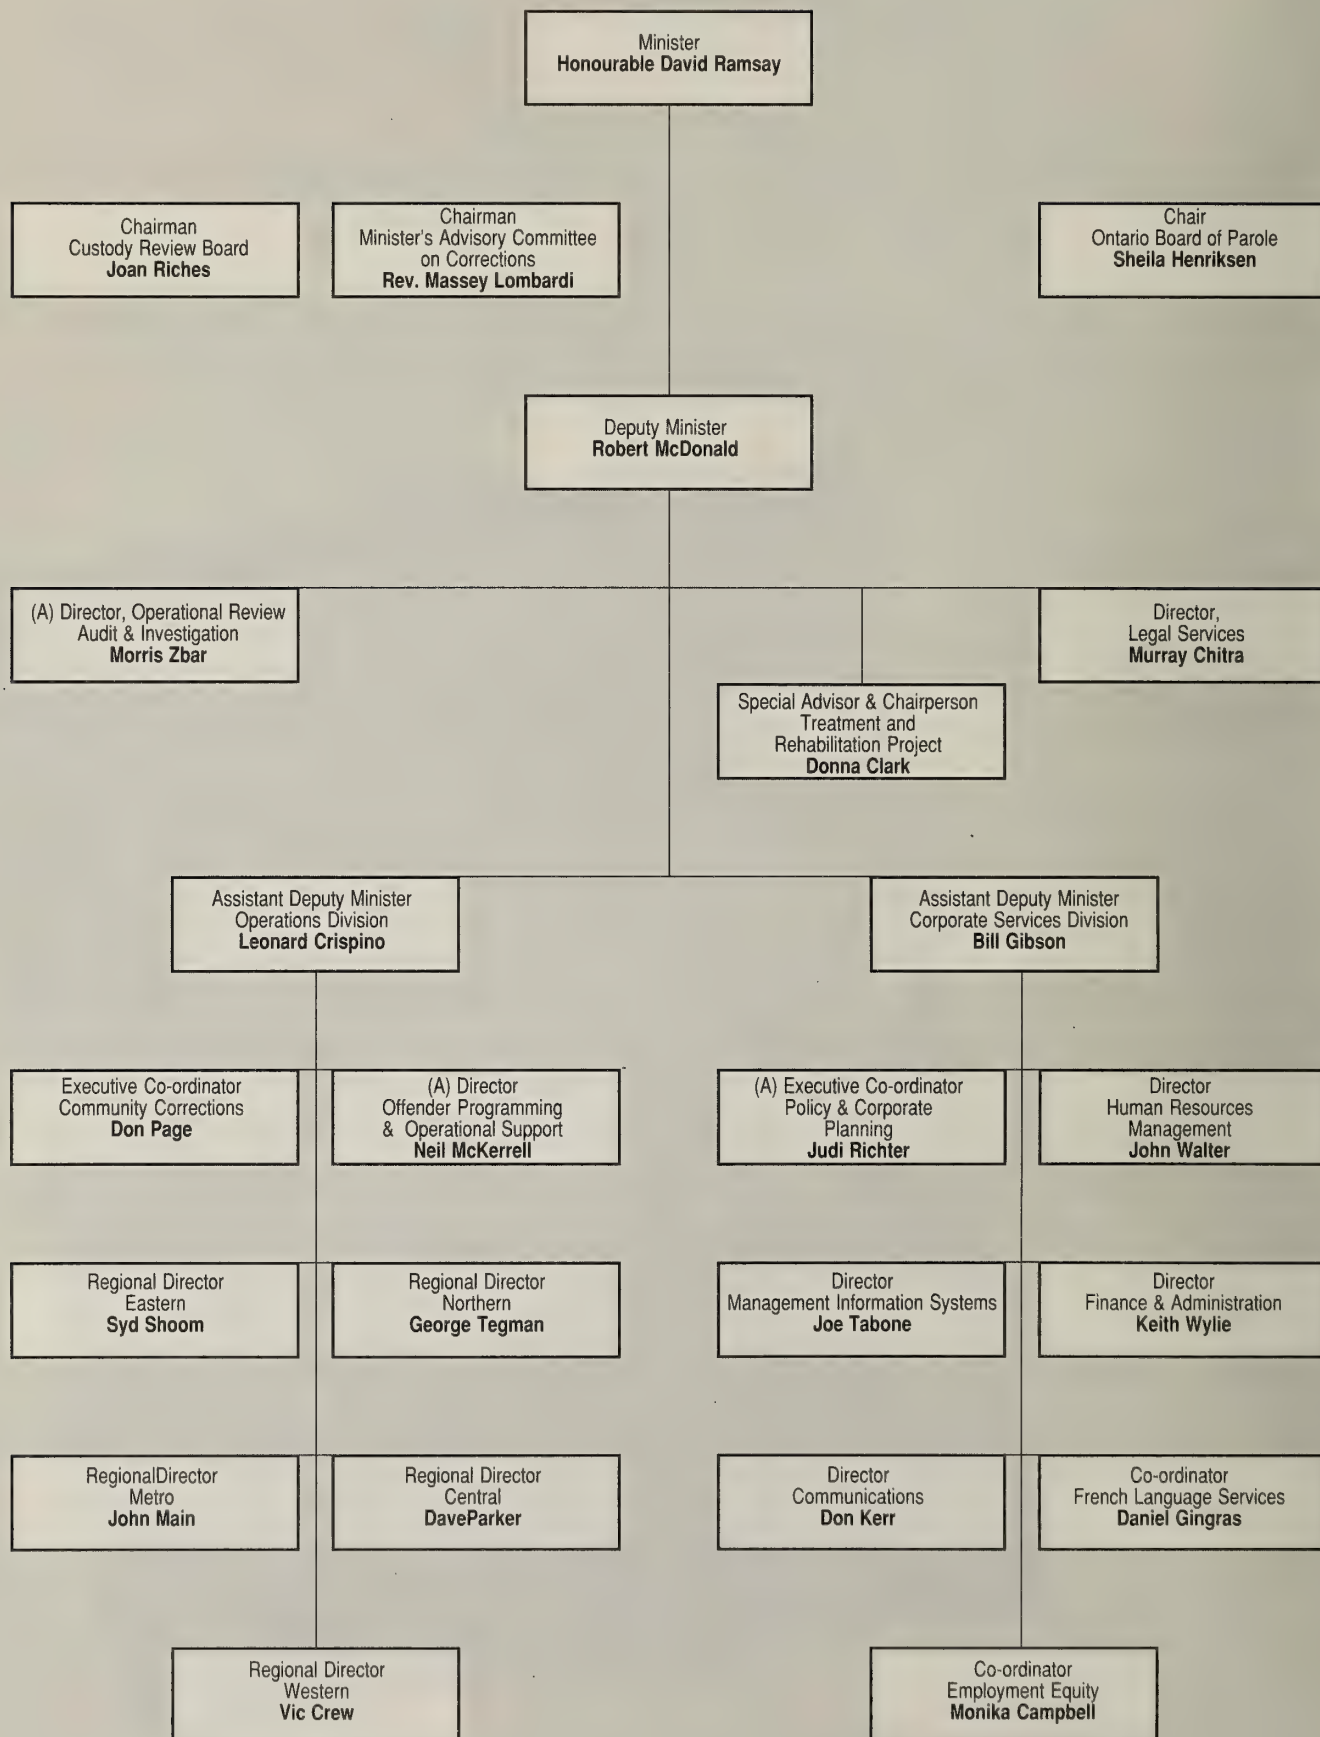 Minister
Honourable David Ramsay
Chairman
Custody Review Board
Joan Riches
Chairman
Minister's Advisory Committee
on Corrections
Rev. Massey Lombardi
Chair
Ontario Board of Parole
Sheila Henriksen
Deputy Minister
Robert McDonald
(A) Director, Operational Review
Audit & Investigation
Morris Zbar
Director,
Legal Services
Murray Chitra
Special Advisor & Chairperson
Treatment and
Rehabilitation Project
Donna Clark
Assistant Deputy Minister
Operations Division
Leonard Crispino
Assistant Deputy Minister
Corporate Services Division
Bill Gibson
Executive Co-ordinator
Community Corrections
Don Page
(A) Director
Offender Programming
& Operational Support
Neil McKerrell
(A) Executive Co-ordinator
Policy & Corporate
Planning
Judi Richter
Director
Human Resources
Management
John Walter
Regional Director
Eastern
Syd Shoom
Regional Director
Northern
George Tegman
Director
Management Information Systems
Joe Tabone
Director
Finance & Administration
Keith Wylie
RegionalDirector
Metro
John Main
Regional Director
Central
DaveParker
Director
Communications
Don Kerr
Co-ordinator
French Language Services
Daniel Gingras
Regional Director
Western
Vic Crew
Co-ordinator
Employment Equity
Monika Campbell